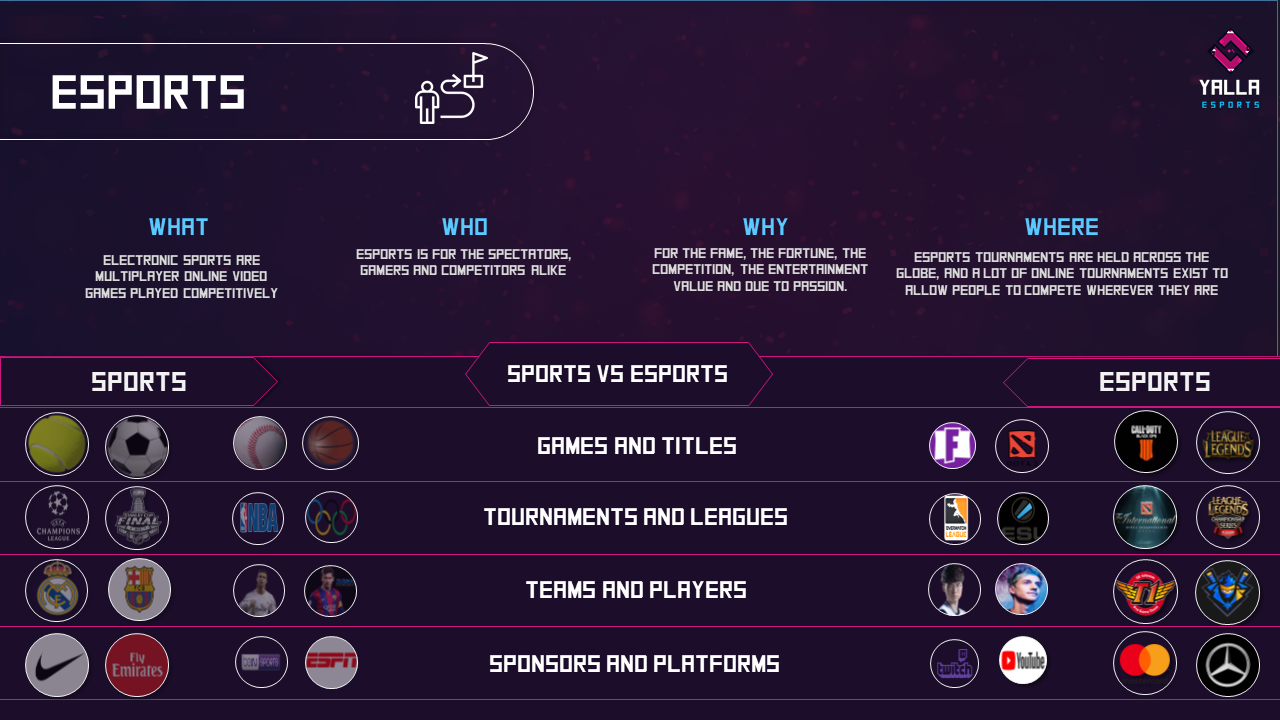 ESPORTS
YALLA
ESPORTS
WHAT
ELECTRONIC SPORTS ARE
MULTIPLAYER ONLINE VIDEO
GAMES PLAYED COMPETITIVELY
WHO
ESPORTS IS FOR THE SPECTATORS,
GAMERS AND COMPETITORS ALIKE
WHY
FOR THE FAME, THE FORTUNE, THE
COMPETITION, THE ENTERTAINMENT
VALUE AND DUE TO PASSION.
WHERE
ESPORTS TOURNAMENTS ARE HELD ACROSS THE
GLOBE, AND A LOT OF ONLINE TOURNAMENTS EXIST TO
ALLOW PEOPLE TO COMPETE WHEREVER THEY ARE
SPORTS
SPORTS VS ESPORTS
ESPORTS
GAMES AND TITLES
F
CALL OF DUTY
BLACK OPS
LEAGUE
LEGENDS
CHAMPIONS
LEAGUE
FINAL
NBA
TOURNAMENTS AND LEAGUES
OVERWATCH
LEAGUE
ESL
International
LEAGUE
LEGENDS
CHAMPIONSHIP
SERIES
TEAMS AND PLAYERS
T1
Fly
Emirates
beIN SPORTS
ESPN
SPONSORS AND PLATFORMS
twitch
YouTube